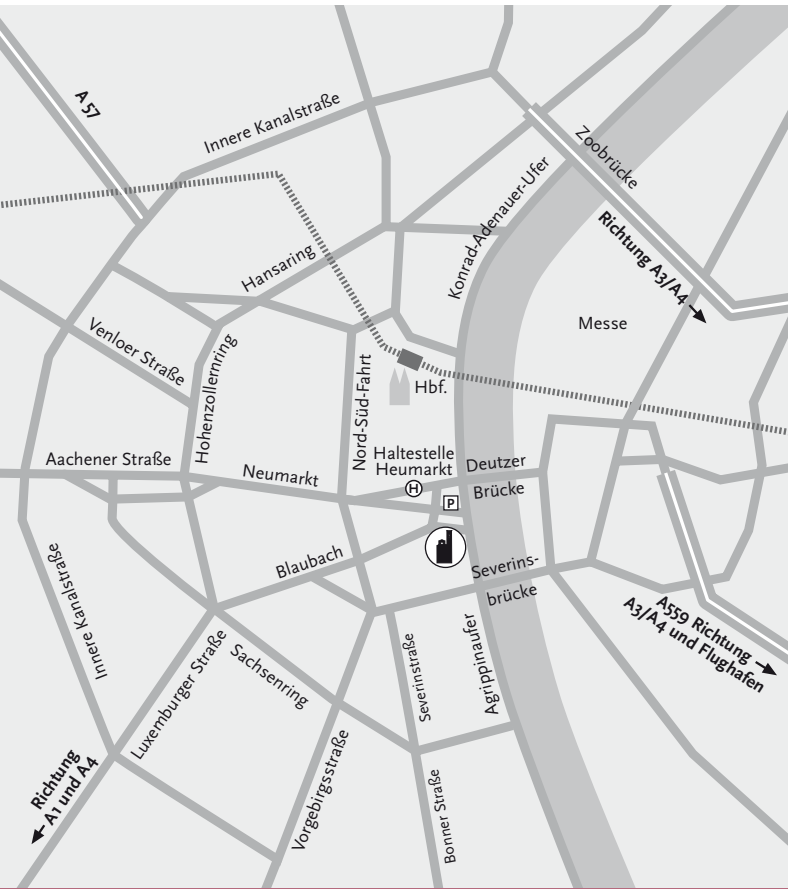 A 57
Innere Kanalstraße
Zoobrücke
Konrad-Adenauer-Ufer
Richtung A3/A4
Hansaring
Messe
Venloer Straße
Hohenzollernring
Nord-Süd-Fahrt
Hbf.
Aachener Straße
Neumarkt
Haltestelle
Heumarkt
Deutzer
Brücke
H
P
Blaubach
Severins-
brücke
Innere Kanalstraße
A559 Richtung
A3/A4 und Flughafen
Luxemburger Straße
Sachsenring
Severinstraße
Agrippinaufer
Richtung
A1 und A4
Vorgebirgsstraße
Bonner Straße